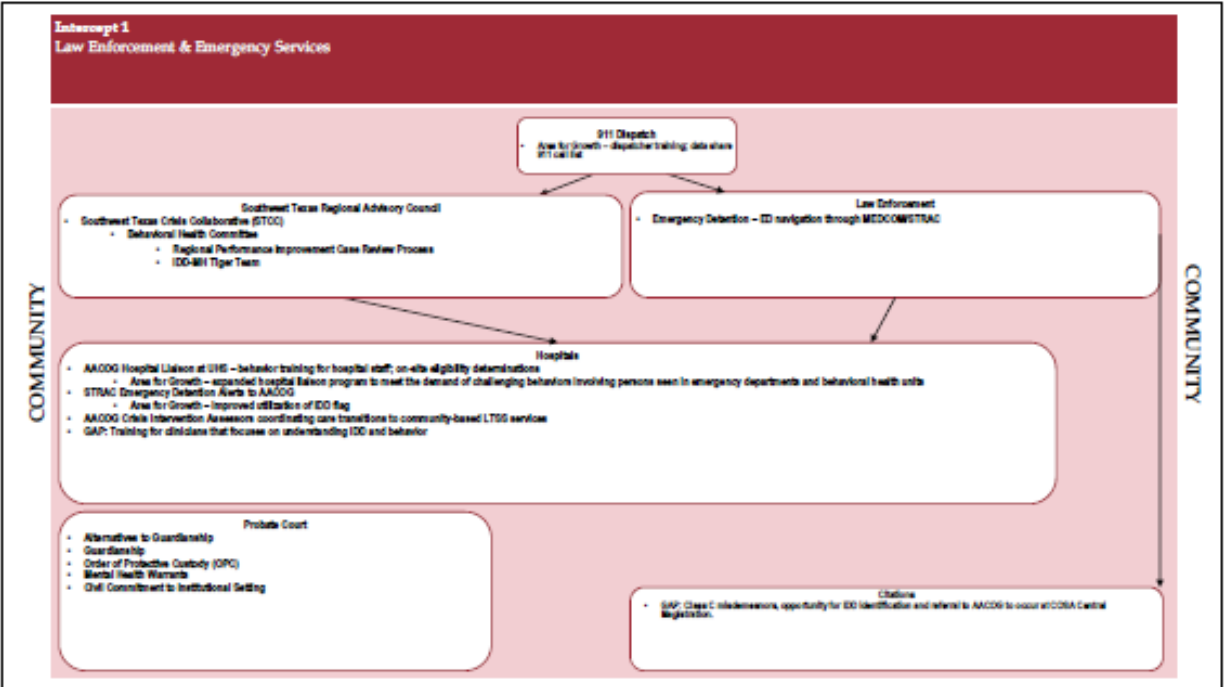 Intercept 1
Law Enforcement & Emergency Services
COMMUNITY
911 Dispatch
• Area for Growth – dispatcher training; data share
911 call list
Southwest Texas Regional Advisory Council
• Southwest Texas Crisis Collaborative (STCC)
• Behavioral Health Committee
• Regional Performance Improvement Case Review Process
• IDD-MH Tiger Team
Law Enforcement
• Emergency Detention – ED navigation through MEDCOM/STRAC
Hospitals
• AACOG Hospital Liaison at UHS – behavior training for hospital staff; on-site eligibility determinations
• Area for Growth – expanded hospital liaison program to meet the demand of challenging behaviors involving persons seen in emergency departments and behavioral health units
• STRAC Emergency Detention Alerts to AACOG
• Area for Growth – improved utilization of IDD flag
• AACOG Crisis Intervention Assessors coordinating care transitions to community-based LTSS services
• GAP: Training for clinicians that focuses on understanding IDD and behavior
Probate Court
• Alternatives to Guardianship
• Guardianship
• Order of Protective Custody (OPC)
• Mental Health Warrants
• Civil Commitment to Institutional Setting
Citations
• GAP: Class C misdemeanors, opportunity for IDD identification and referral to AACOG to occur at COSA Central
Magistration.
COMMUNITY